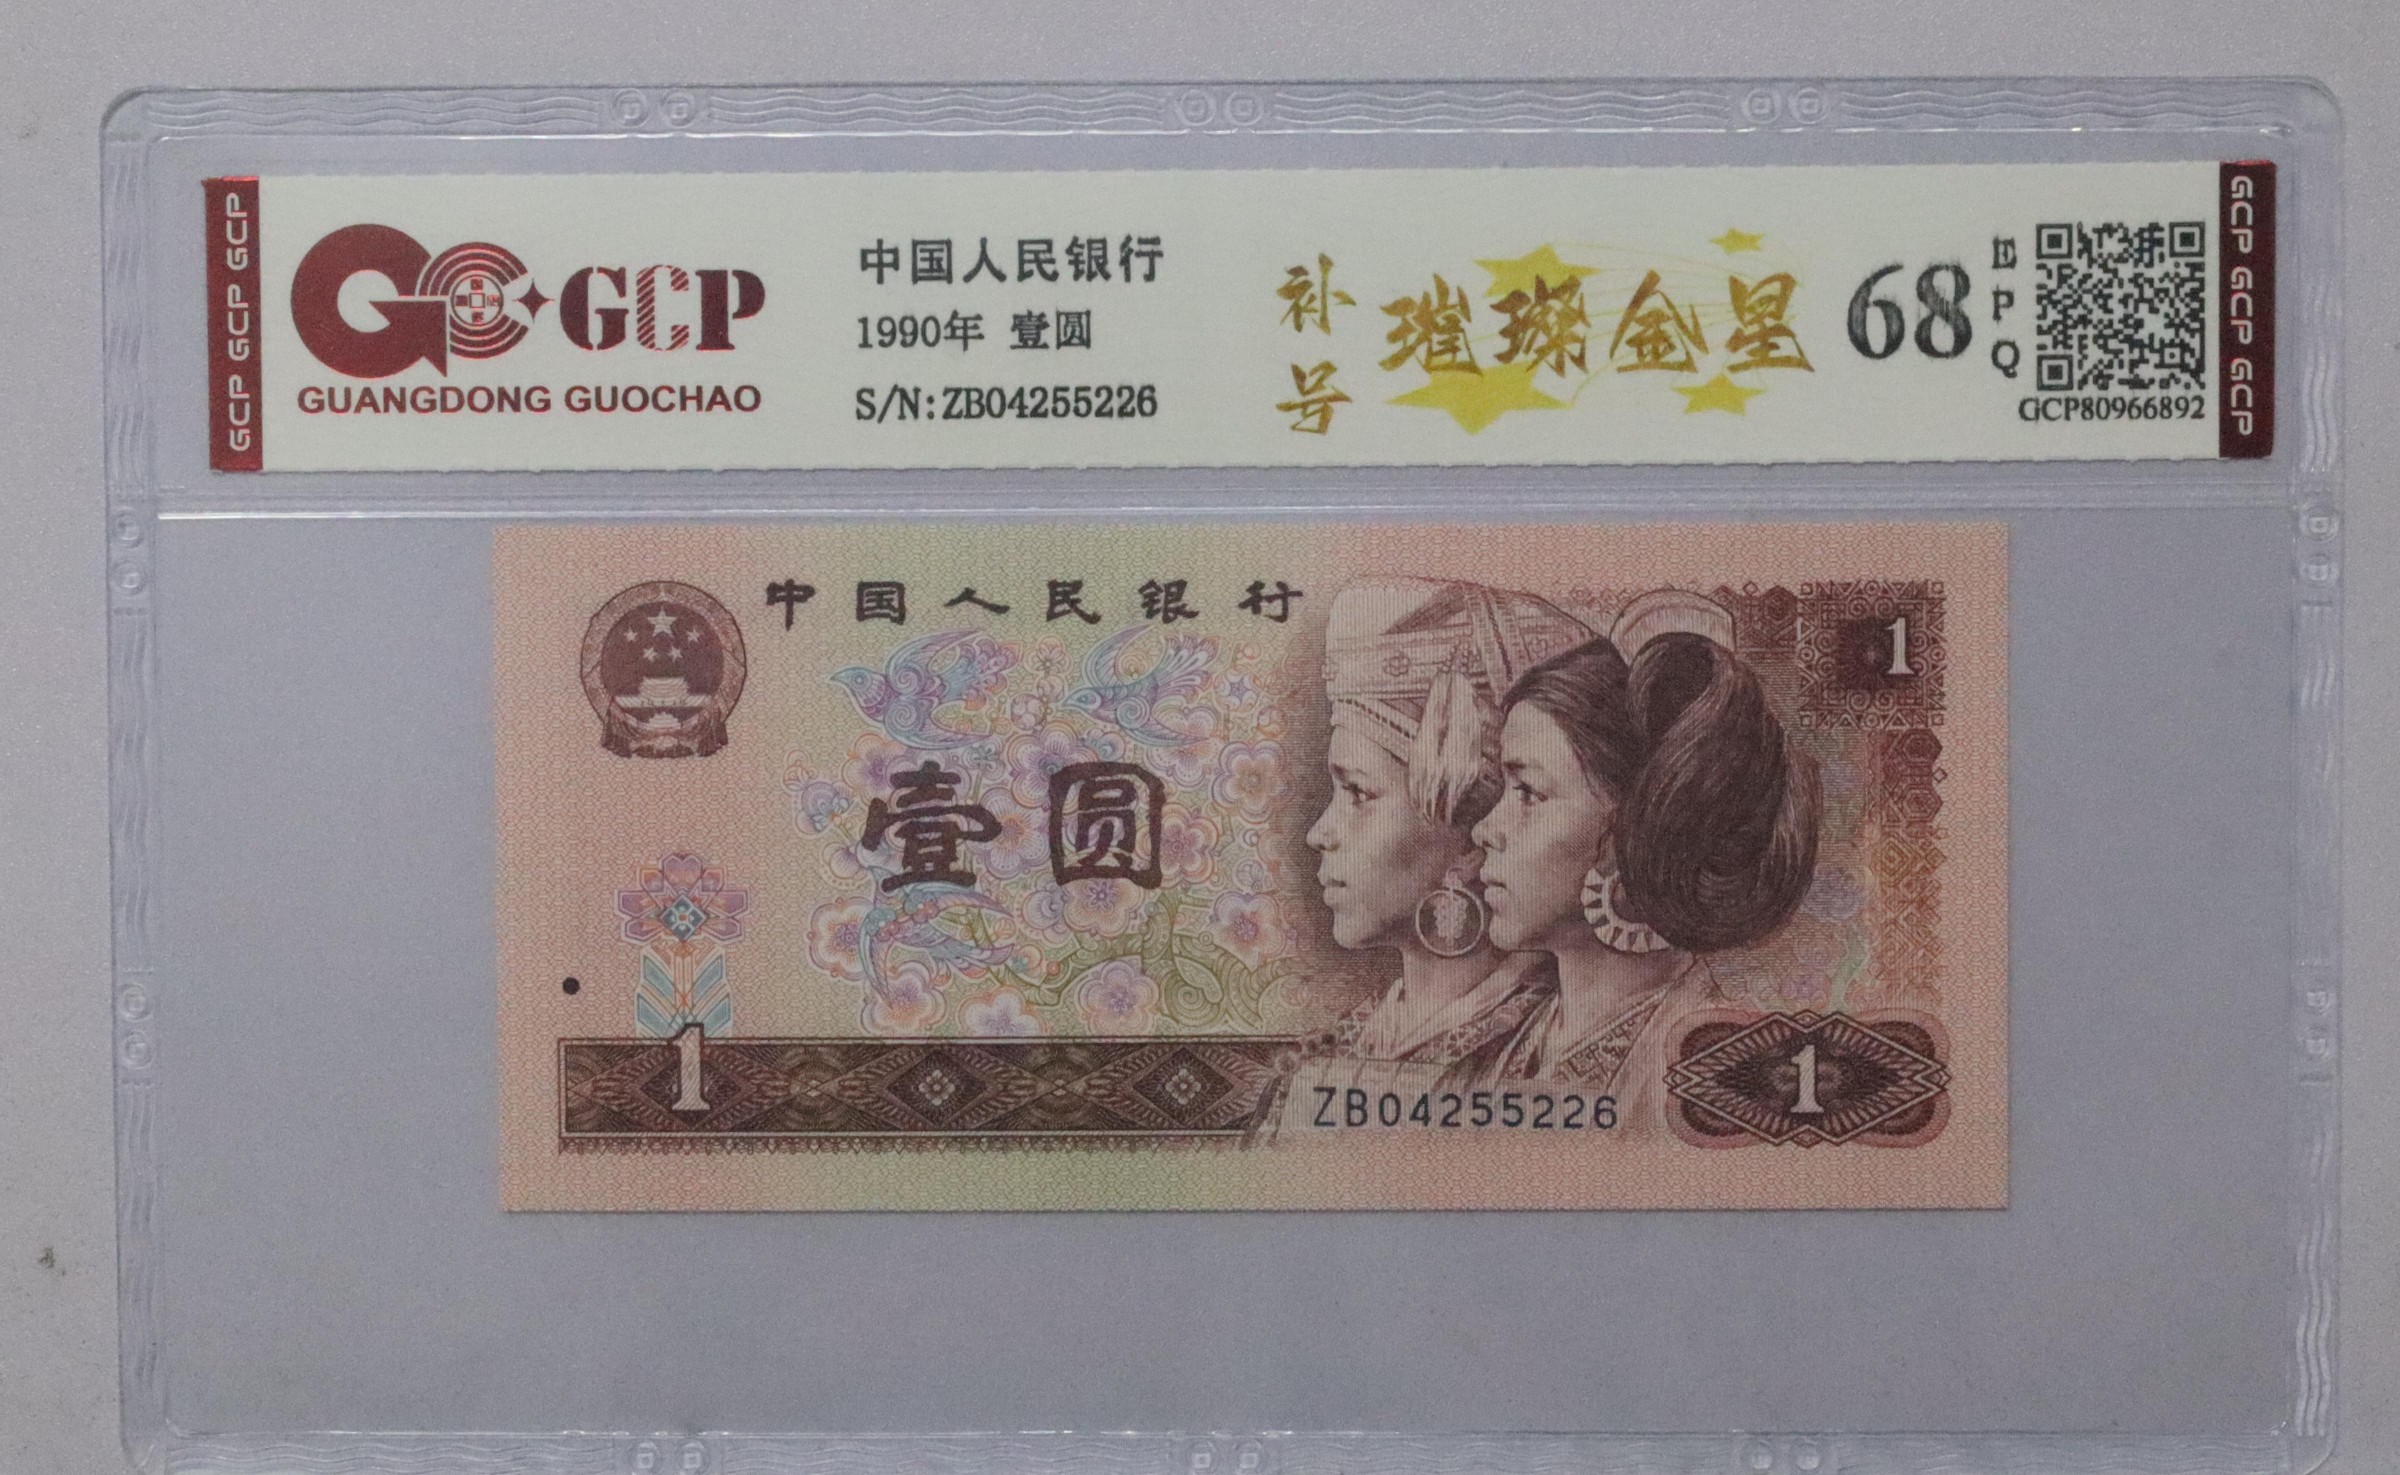 GCP GCP GCP
GCP
GUANGDONG GUOCHAO
中国人民银行
1990年 壹圆
S/N:ZB04255226
补号
璀璨金星
68
EPQ
GCP80966892
GCP GCP GCP
中国人民银行
1
壹圆
1
ZB04255226
1